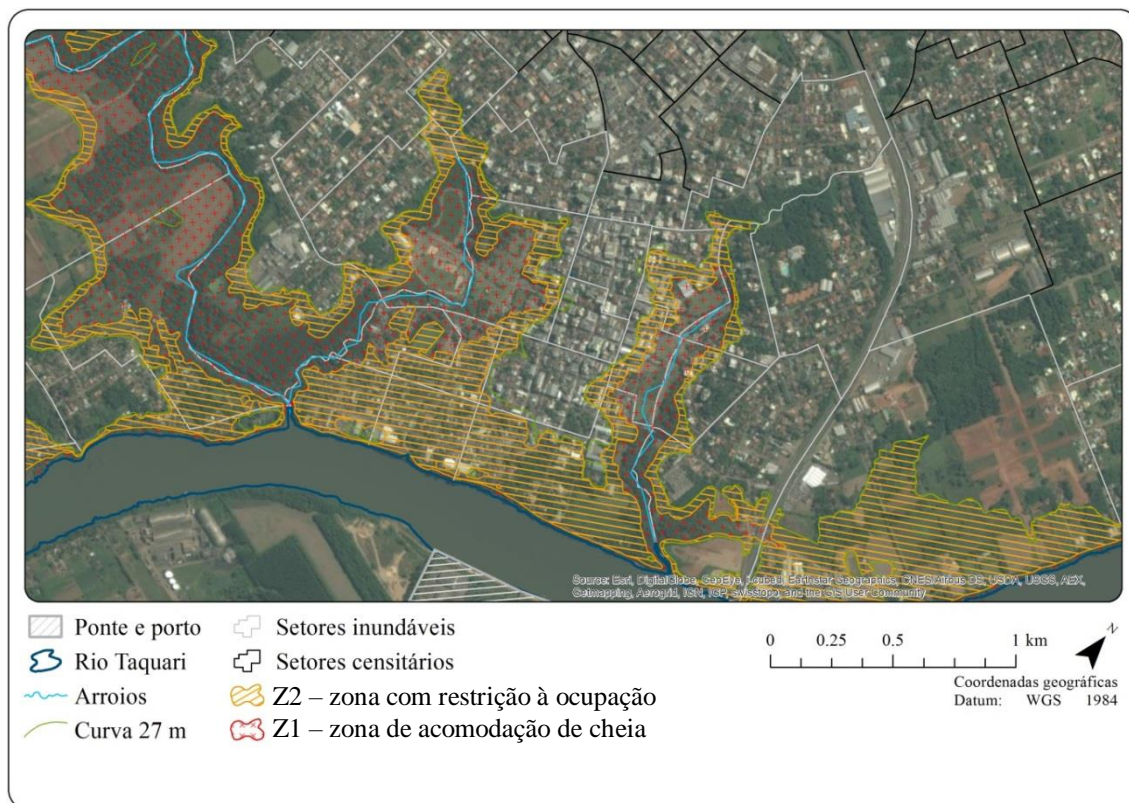 Source: Esri, DigitalGlobe, GeoEye, i-cubed, Earthstar Geographics, CNES/Airbus DS, USDA, USGS, AEX,
Getmapping, Aerogrid, IGN, IGP, swisstopo, and the GIS User Community
Ponte e porto
Rio Taquari
Arroios
Curva 27 m
Setores inundáveis
Setores censitários
Z2 – zona com restrição à ocupação
Z1 – zona de acomodação de cheia
0 0.25 0.5 1 km
N
Coordenadas geográficas
Datum: WGS 1984